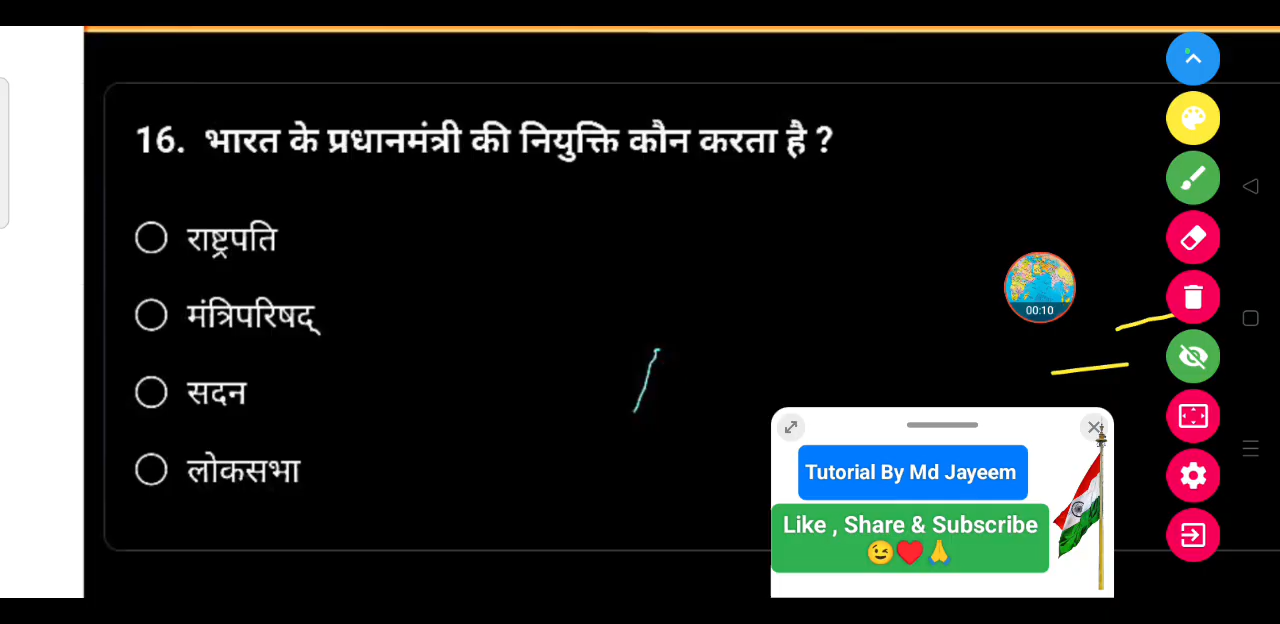 16. भारत के प्रधानमंत्री की नियुक्ति कौन करता है ?
राष्ट्रपति
मंत्रिपरिषद्
सदन
लोकसभा
00:10
Tutorial By Md Jayeem
Like , Share & Subscribe
😉❤️🙏